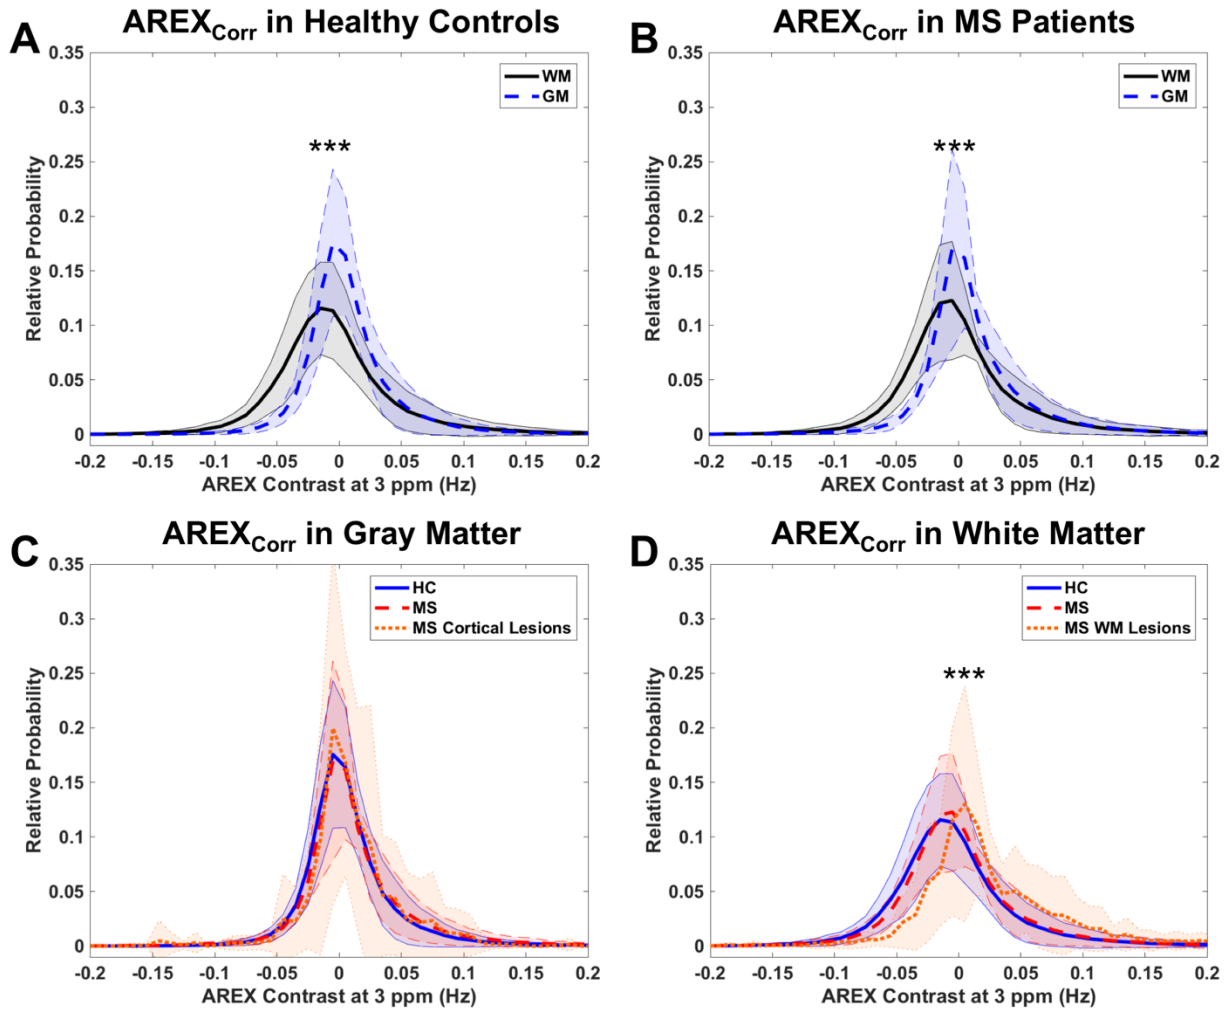 A
AREXCorr in Healthy Controls
0.35
0.3
0.25
0.2
0.15
0.1
0.05
0
Relative Probability
WM
GM
***
-0.2 -0.15 -0.1 -0.05 0 0.05 0.1 0.15 0.2
AREX Contrast at 3 ppm (Hz)
B
AREXCorr in MS Patients
0.35
0.3
0.25
0.2
0.15
0.1
0.05
0
Relative Probability
WM
GM
***
-0.2 -0.15 -0.1 -0.05 0 0.05 0.1 0.15 0.2
AREX Contrast at 3 ppm (Hz)
C
AREXCorr in Gray Matter
0.35
0.3
0.25
0.2
0.15
0.1
0.05
0
Relative Probability
HC
MS
MS Cortical Lesions
-0.2 -0.15 -0.1 -0.05 0 0.05 0.1 0.15 0.2
AREX Contrast at 3 ppm (Hz)
D
AREXCorr in White Matter
0.35
0.3
0.25
0.2
0.15
0.1
0.05
0
Relative Probability
HC
MS
MS WM Lesions
***
-0.2 -0.15 -0.1 -0.05 0 0.05 0.1 0.15 0.2
AREX Contrast at 3 ppm (Hz)